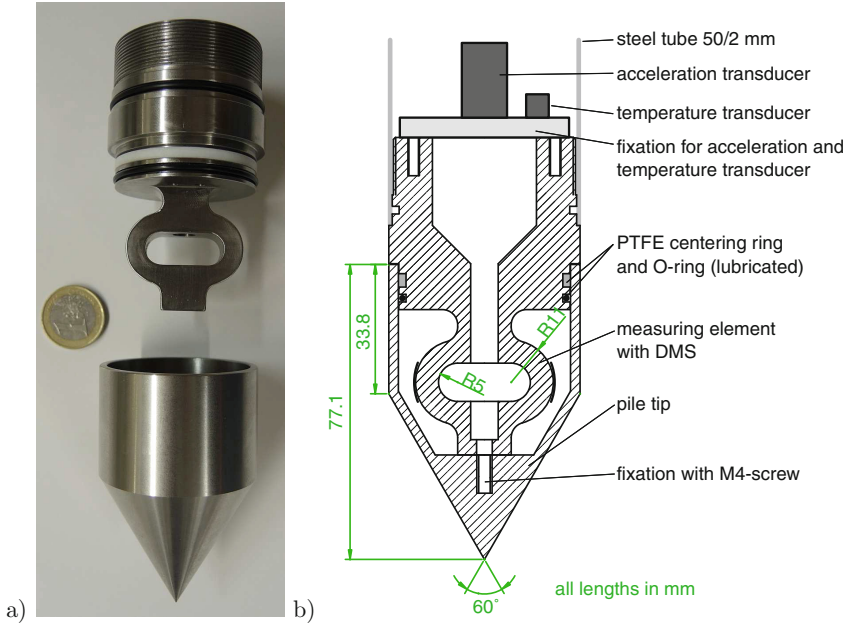 steel tube 50/2 mm
acceleration transducer
temperature transducer
fixation for acceleration and
temperature transducer
PTFE centering ring
and O-ring (lubricated)
R11
33.8
measuring element
with DMS
R5
77.1
pile tip
fixation with M4-screw
all lengths in mm
60°
a)
b)